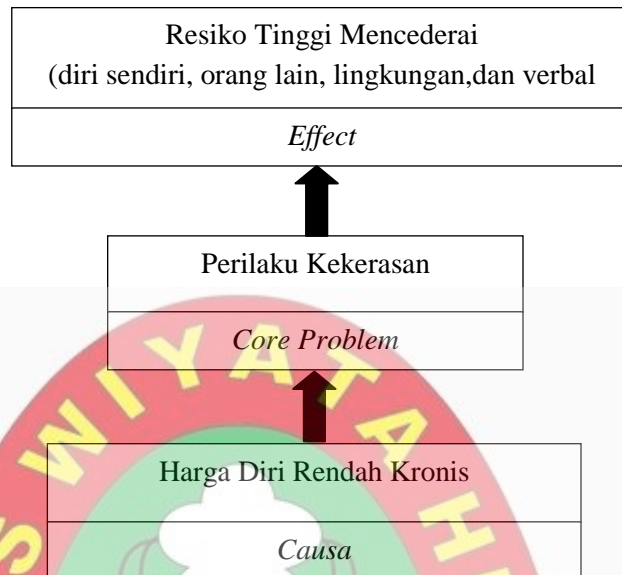 Resiko Tinggi Mencederai
(diri sendiri, orang lain, lingkungan,dan verbal
Effect
Perilaku Kekerasan
Core Problem
Harga Diri Rendah Kronis
Causa
SWIYATA H